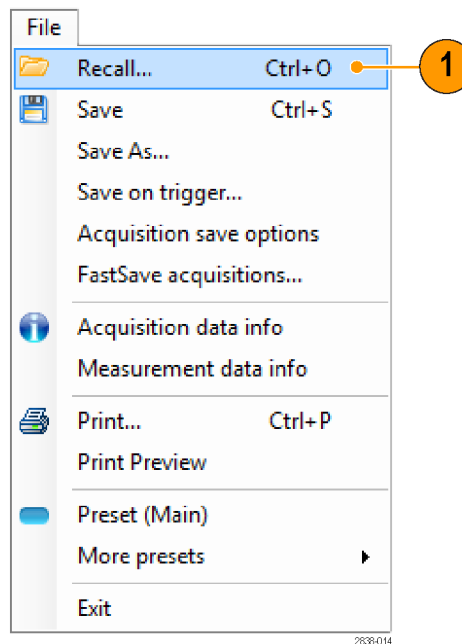 File
Recall... Ctrl+O 1
Save Ctrl+S
Save As...
Save on trigger...
Acquisition save options
FastSave acquisitions...
Acquisition data info
Measurement data info
Print... Ctrl+P
Print Preview
Preset (Main)
More presets
Exit
2838-014